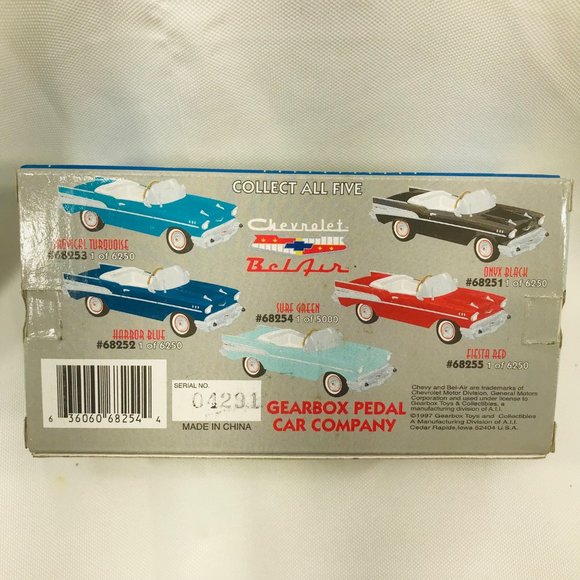 COLLECT ALL FIVE
Chevrolet
BelAir
TROPICAL TURQUOISE
#68253 1 of 6250
ONYX BLACK
#68251 1 of 6250
HARBOR BLUE
#68252 1 of 6250
SURF GREEN
#68254 1 of 5000
FIESTA RED
#68255 1 of 6250
6 36060 68254 4
SERIAL NO.
04231
MADE IN CHINA
GEARBOX PEDAL
CAR COMPANY
Chevy and Bel-Air are trademarks of
Chevrolet Motor Division, General Motors
Corporation and used under license to
Gearbox Toys & Collectibles, a
manufacturing division of A.I.I.
©1997 Gearbox Toys and Collectibles
A Manufacturing Division of A.I.I.
Cedar Rapids, Iowa 52404 U.S.A.